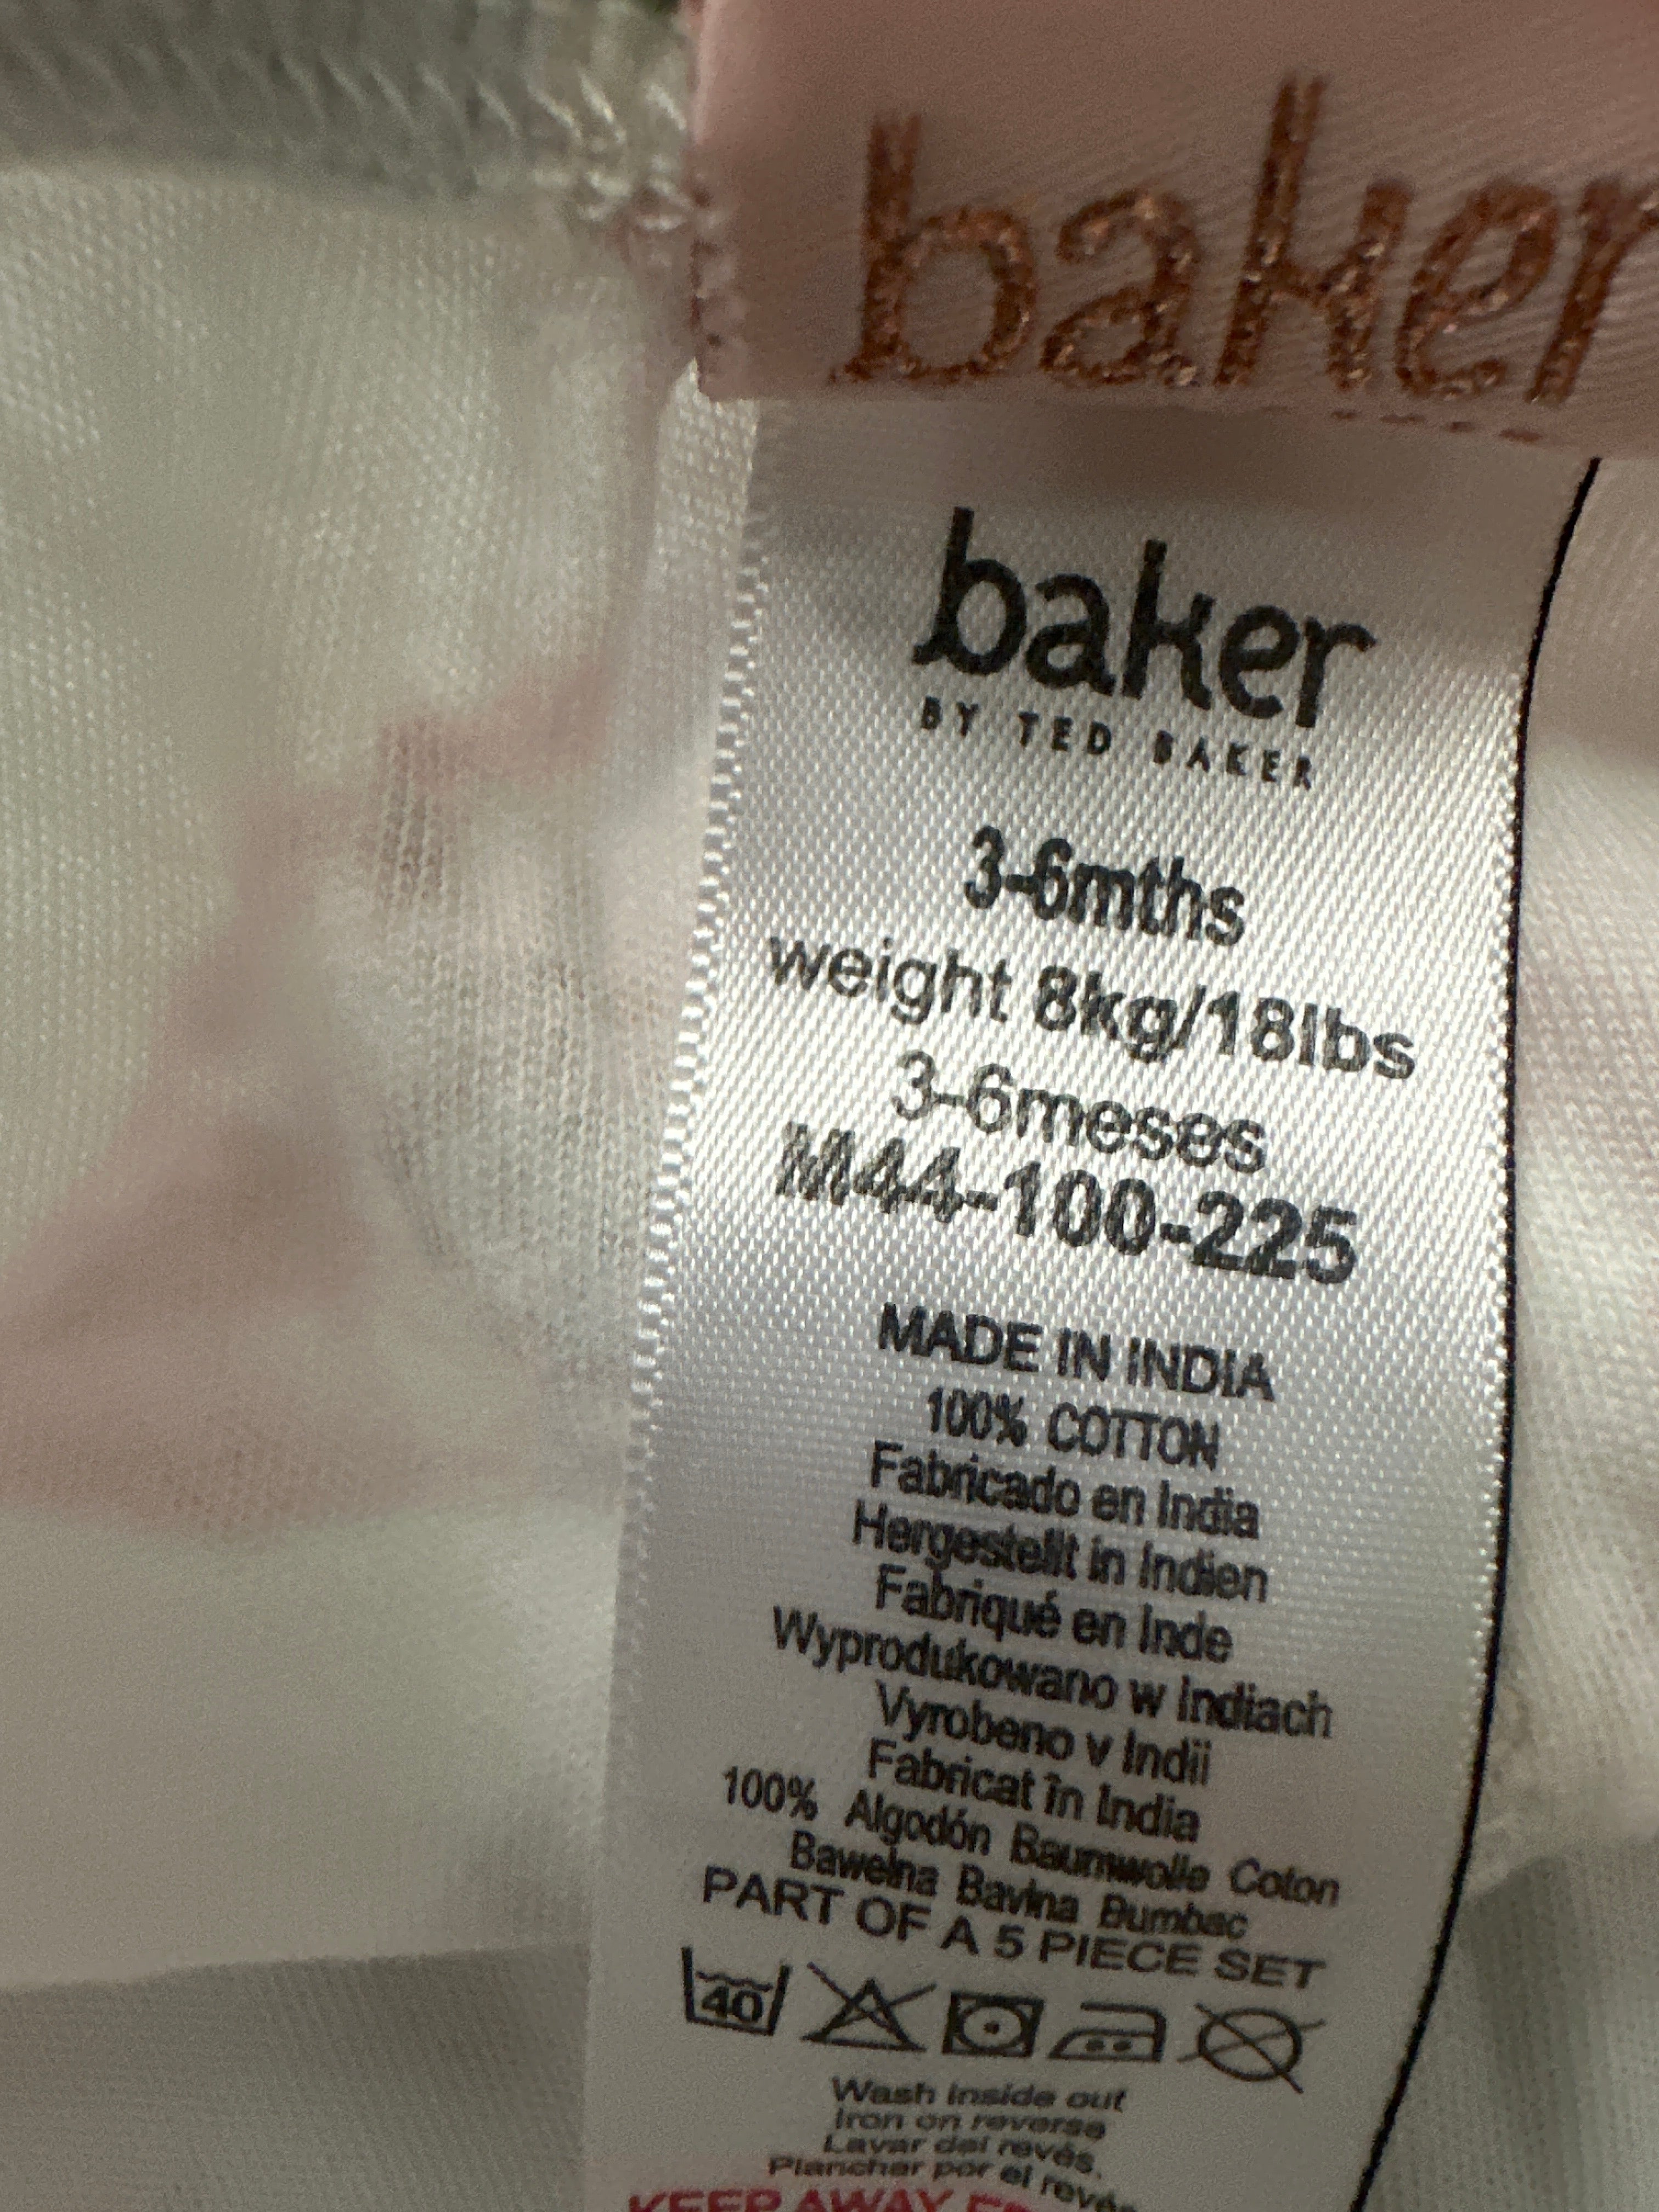 baker
baker
BY TED BAKER
3-6mths
weight 8kg/18lbs
3-6meses
M44-100-225
MADE IN INDIA
100% COTTON
Fabricado en India
Hergestellt in Indien
Fabriqué en Inde
Wyprodukowano w Indiach
Vyrobeno v Indii
Fabricat în India
100% Algodón Baumwolle Coton
Bawełna Bavlna Bumbac
PART OF A 5 PIECE SET
40
Wash inside out
Iron on reverse
Lavar del revés.
Planchar por el revés
KEEP AWAY